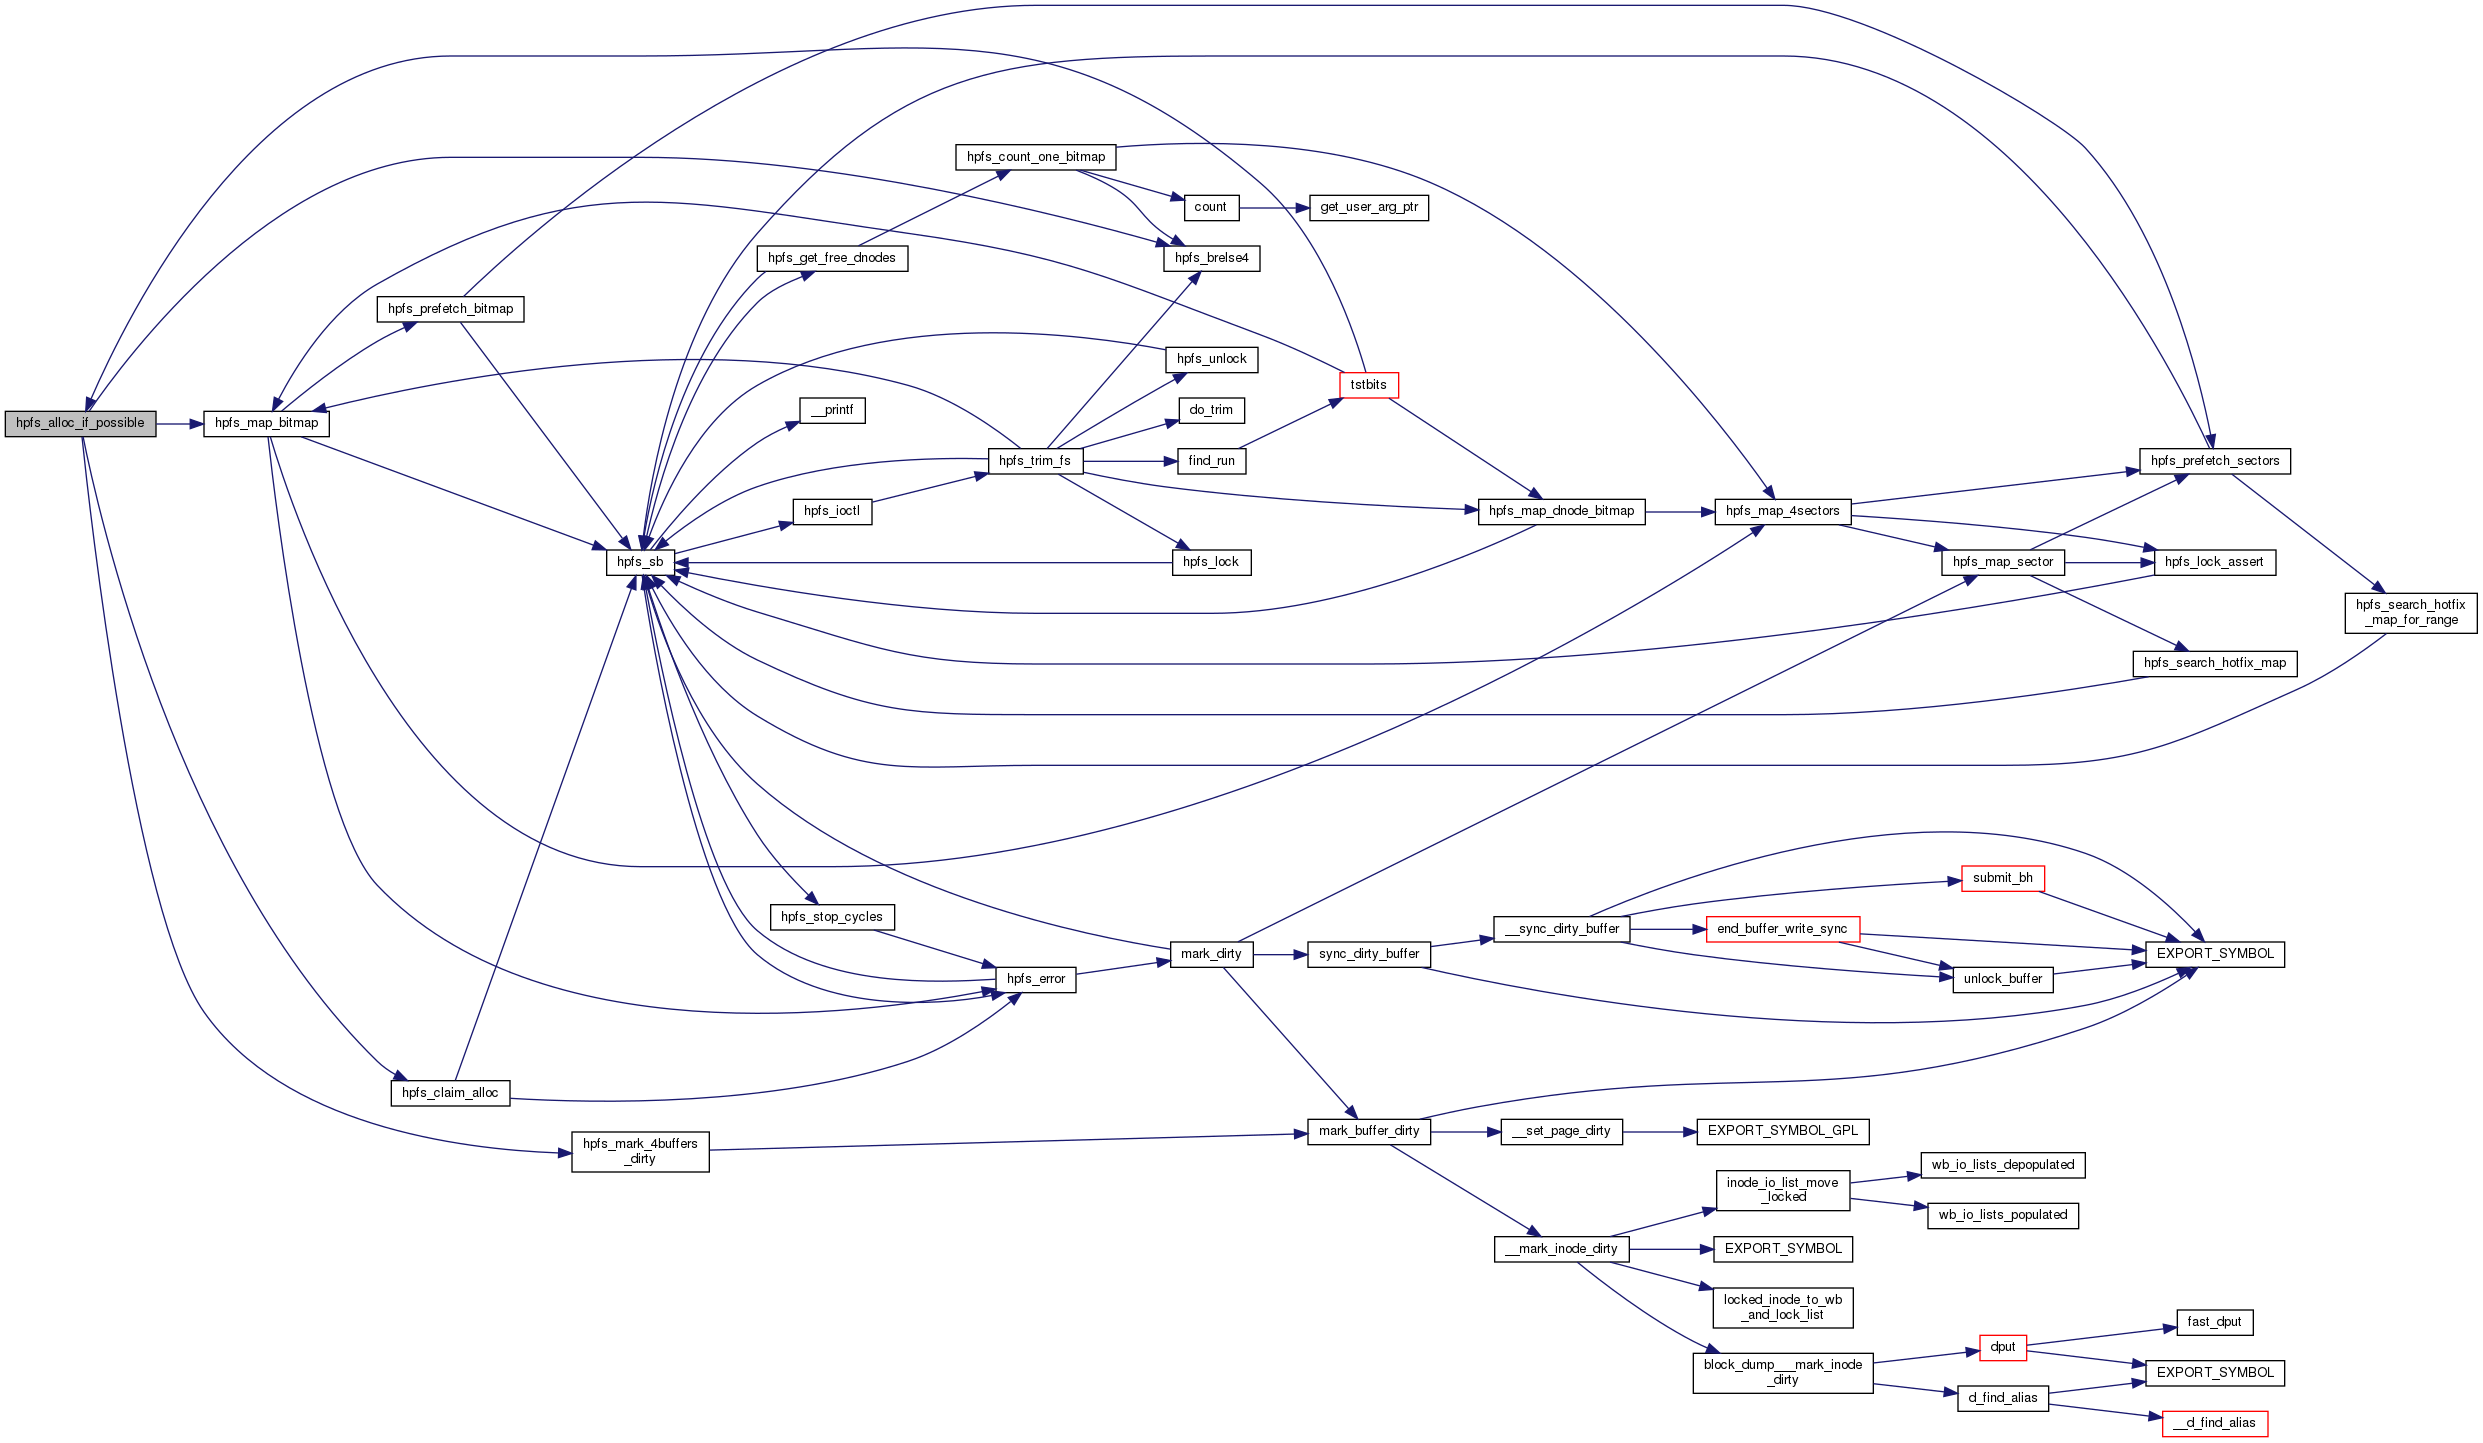 hpfs_count_one_bitmap
count
get_user_arg_ptr
hpfs_get_free_dnodes
hpfs_brelse4
hpfs_prefetch_bitmap
hpfs_unlock
tstbits
__printf
do_trim
hpfs_alloc_if_possible
hpfs_map_bitmap
hpfs_trim_fs
find_run
hpfs_prefetch_sectors
hpfs_ioctl
hpfs_map_dnode_bitmap
hpfs_map_4sectors
hpfs_sb
hpfs_lock
hpfs_map_sector
hpfs_lock_assert
hpfs_search_hotfix
_map_for_range
hpfs_search_hotfix_map
submit_bh
hpfs_stop_cycles
__sync_dirty_buffer
end_buffer_write_sync
mark_dirty
sync_dirty_buffer
EXPORT_SYMBOL
hpfs_error
unlock_buffer
hpfs_claim_alloc
mark_buffer_dirty
__set_page_dirty
EXPORT_SYMBOL_GPL
hpfs_mark_4buffers
_dirty
wb_io_lists_depopulated
inode_io_list_move
_locked
wb_io_lists_populated
__mark_inode_dirty
EXPORT_SYMBOL
locked_inode_to_wb
_and_lock_list
fast_dput
dput
block_dump___mark_inode
_dirty
EXPORT_SYMBOL
d_find_alias
__d_find_alias